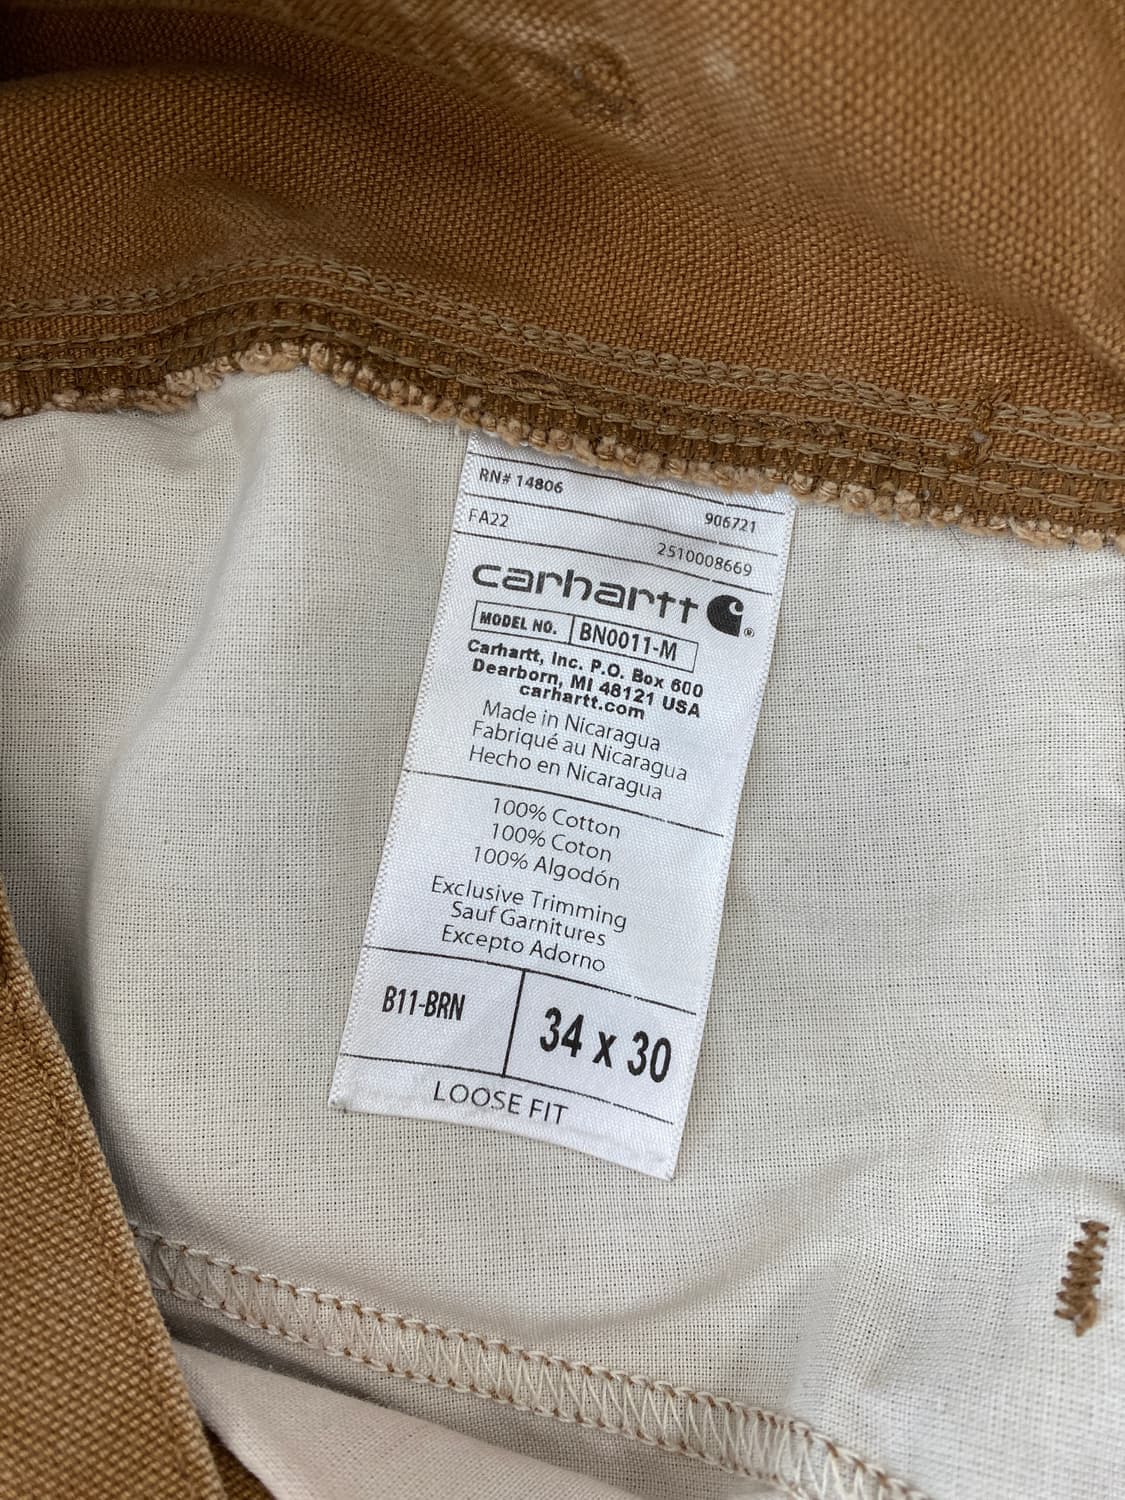 RN# 14806
906721
FA22
2510008669
carhartt ®
MODEL NO. BN0011-M
Carhartt, Inc. P.O. Box 600
Dearborn, MI 48121 USA
carhartt.com
Made in Nicaragua
Fabriqué au Nicaragua
Hecho en Nicaragua
100% Cotton
100% Coton
100% Algodón
Exclusive Trimming
Sauf Garnitures
Excepto Adorno
B11-BRN
34 x 30
LOOSE FIT